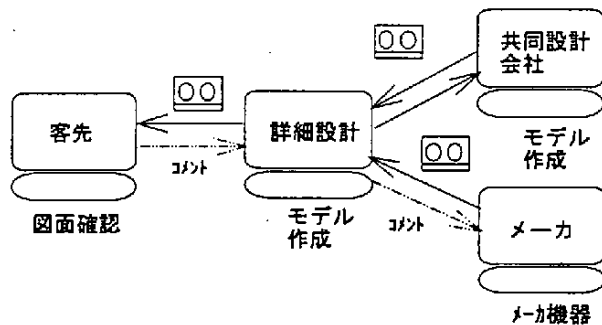 共同設計
会社
モデル
作成
客先
コメント
図面確認
詳細設計
モデル
作成
コメント
メーカ
メーカ機器